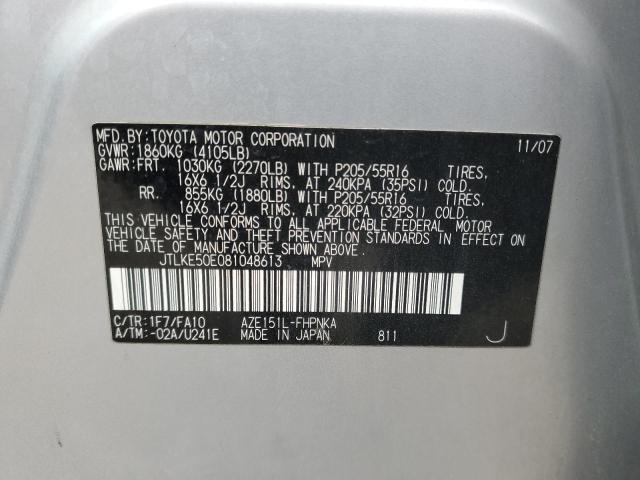 MFD.BY:TOYOTA MOTOR CORPORATION 11/07
GVWR:1860KG (4105LB)
GAWR:FRT. 1030KG (2270LB) WITH P205/55R16 TIRES,
16X6 1/2J RIMS. AT 240KPA (35PSI) COLD.
RR. 855KG (1880LB) WITH P205/55R16 TIRES,
16X6 1/2J RIMS. AT 220KPA (32PSI) COLD.
THIS VEHICLE CONFORMS TO ALL APPLICABLE FEDERAL MOTOR
VEHICLE SAFETY AND THEFT PREVENTION STANDARDS IN EFFECT ON
THE DATE OF MANUFACTURE SHOWN ABOVE.
JTLKE50E081048613 MPV
C/TR:1F7/FA10 AZE151L-FHPNKA
A/TM:-02A/U241E MADE IN JAPAN 811 J